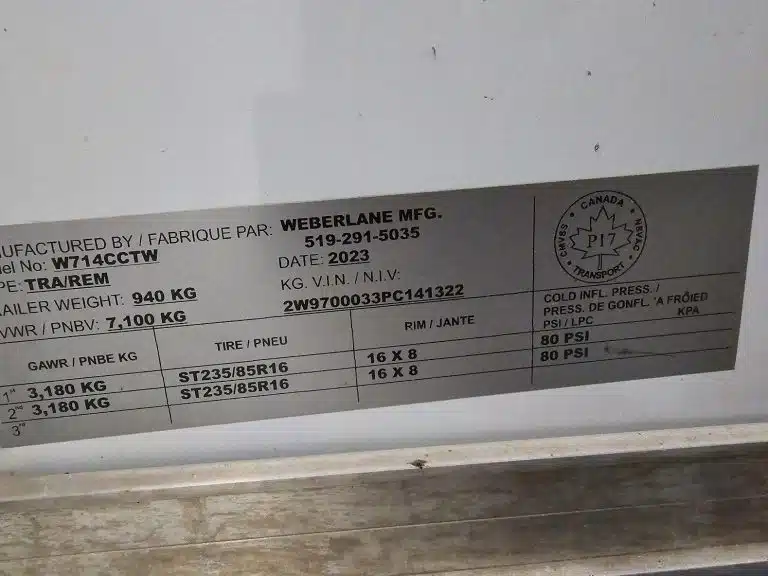 NUFACTURED BY / FABRIQUE PAR: WEBERLANE MFG.
519-291-5035
el No: W714CCTW
DATE: 2023
PE: TRA/REM
AILER WEIGHT: 940 KG
KG. V.I.N. / N.I.V:
VWR / PNBV: 7,100 KG
2W9700033PC141322
CANADA
CMVSS
NSVAC
P17
TRANSPORT
COLD INFL. PRESS. /
PRESS. DE GONFL. 'A FRÔIED
PSI / LPC KPA
GAWR / PNBE KG TIRE / PNEU RIM / JANTE
1st 3,180 KG ST235/85R16 16 X 8 80 PSI
2nd 3,180 KG ST235/85R16 16 X 8 80 PSI
3rd